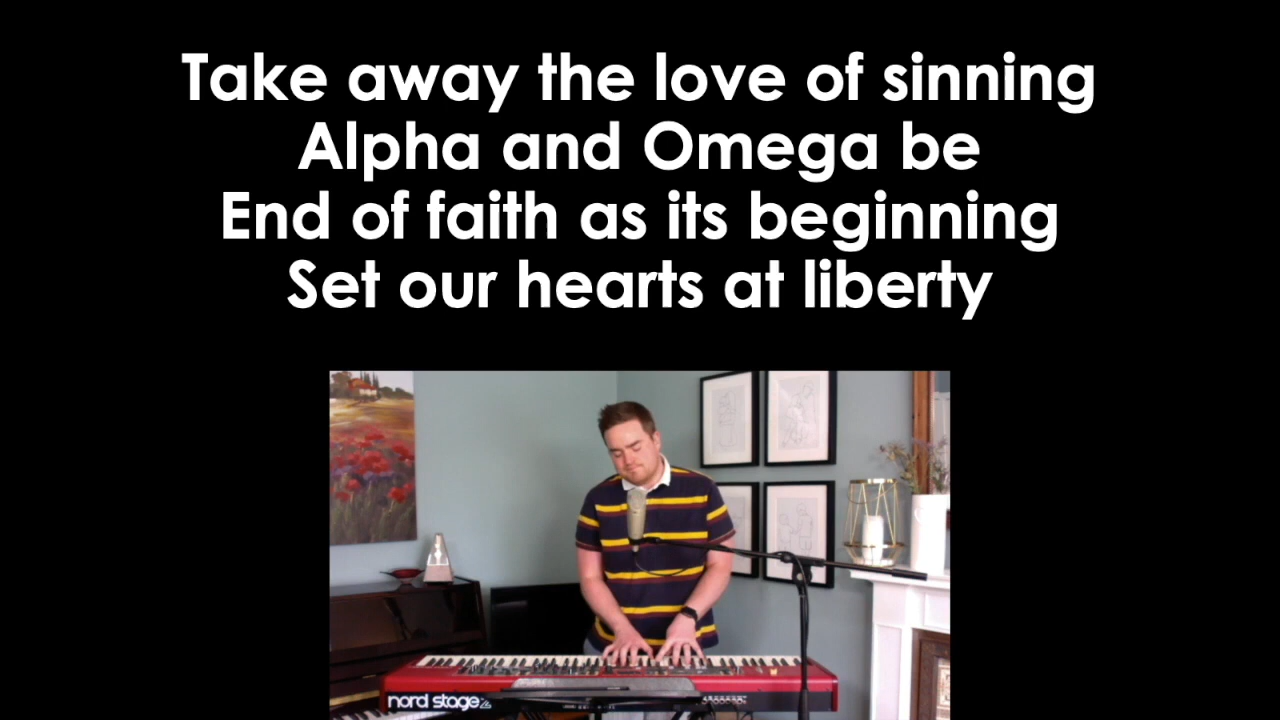 Take away the love of sinning
Alpha and Omega be
End of faith as its beginning
Set our hearts at liberty
nord stage 2